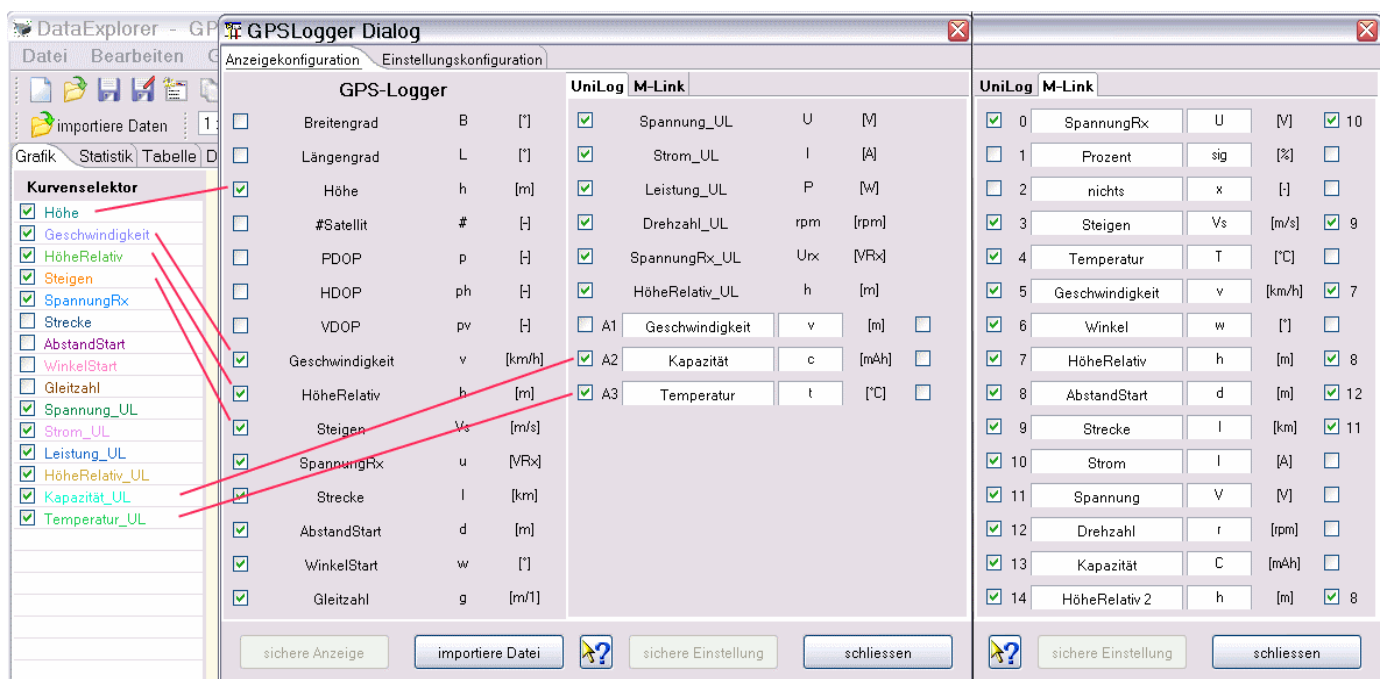 DataExplorer - GP
Datei Bearbeiten G
importiere Daten 1
Grafik Statistik Tabelle D
Kurvenselektor
Höhe
Geschwindigkeit
HöheRelativ
Steigen
SpannungRx
Strecke
AbstandStart
WinkelStart
Gleitzahl
Spannung_UL
Strom_UL
Leistung_UL
HöheRelativ_UL
Kapazität_UL
Temperatur_UL
GPSLogger Dialog
Anzeigekonfiguration Einstellungskonfiguration
GPS-Logger
Breitengrad B [°]
Längengrad L [°]
Höhe h [m]
#Satellit # [-]
PDOP p [-]
HDOP ph [-]
VDOP pv [-]
Geschwindigkeit v [km/h]
HöheRelativ h [m]
Steigen Vs [m/s]
SpannungRx u [VRx]
Strecke l [km]
AbstandStart d [m]
WinkelStart w [°]
Gleitzahl g [m/1]
sichere Anzeige importiere Datei
UniLog M-Link
Spannung_UL U [V]
Strom_UL I [A]
Leistung_UL P [W]
Drehzahl_UL rpm [rpm]
SpannungRx_UL Urx [VRx]
HöheRelativ_UL h [m]
A1 Geschwindigkeit v [m]
A2 Kapazität c [mAh]
A3 Temperatur t [°C]
? sichere Einstellung schliessen
UniLog M-Link
0 SpannungRx U [V] 10
1 Prozent sig [%]
2 nichts x [-]
3 Steigen Vs [m/s] 9
4 Temperatur T [°C]
5 Geschwindigkeit v [km/h] 7
6 Winkel w [°]
7 HöheRelativ h [m] 8
8 AbstandStart d [m] 12
9 Strecke l [km] 11
10 Strom I [A]
11 Spannung V [V]
12 Drehzahl r [rpm]
13 Kapazität C [mAh]
14 HöheRelativ 2 h [m] 8
? sichere Einstellung schliessen